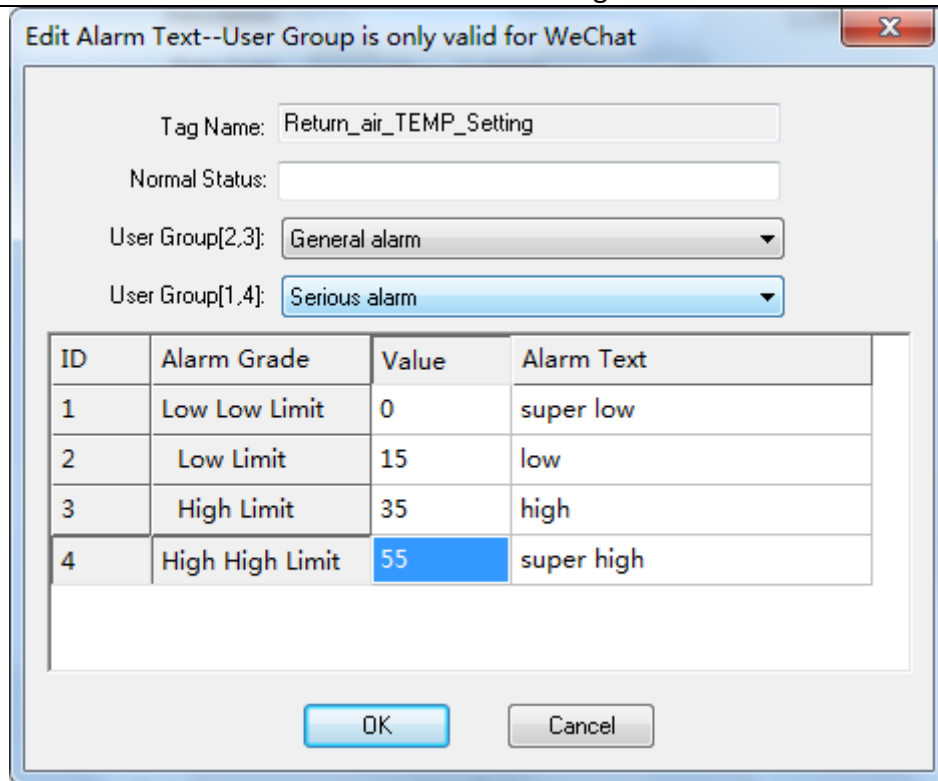 Edit Alarm Text--User Group is only valid for WeChat
Tag Name: Return_air_TEMP_Setting
Normal Status:
User Group[2,3]: General alarm
User Group[1,4]: Serious alarm
ID Alarm Grade Value Alarm Text
1 Low Low Limit 0 super low
2 Low Limit 15 low
3 High Limit 35 high
4 High High Limit 55 super high
OK Cancel